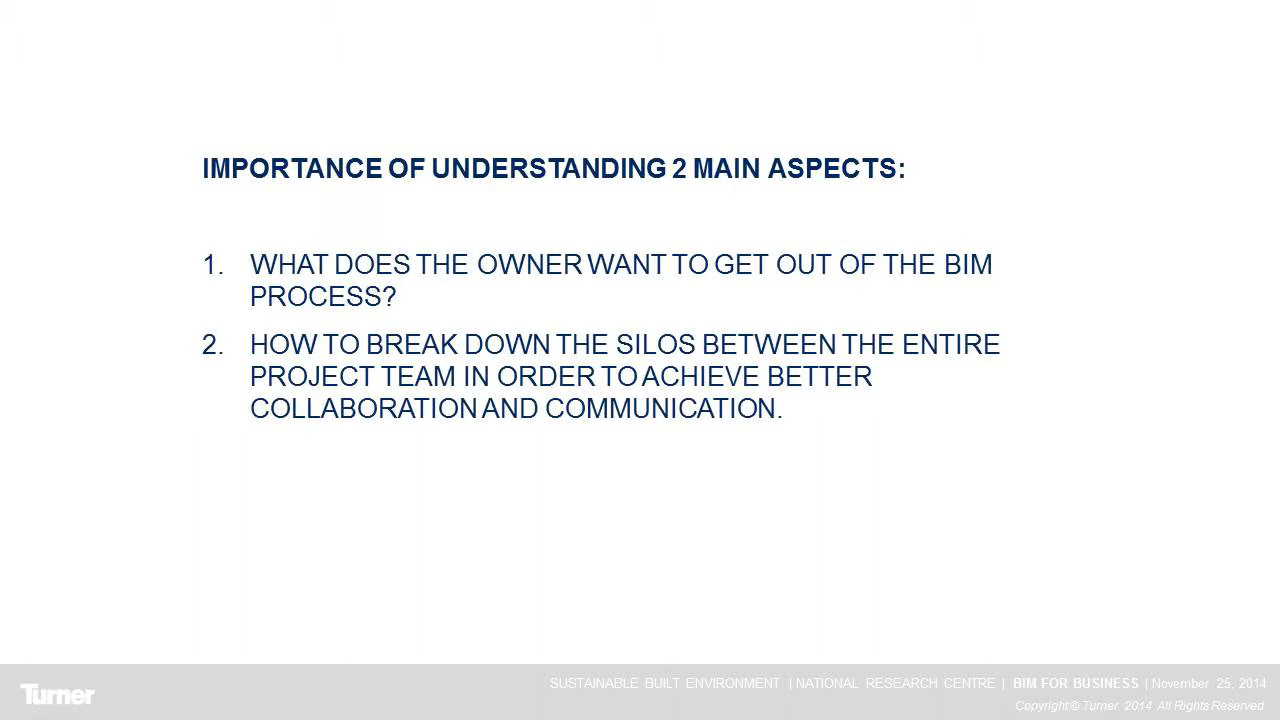 IMPORTANCE OF UNDERSTANDING 2 MAIN ASPECTS:
1. WHAT DOES THE OWNER WANT TO GET OUT OF THE BIM
PROCESS?
2. HOW TO BREAK DOWN THE SILOS BETWEEN THE ENTIRE
PROJECT TEAM IN ORDER TO ACHIEVE BETTER
COLLABORATION AND COMMUNICATION.
Turner
SUSTAINABLE BUILT ENVIRONMENT | NATIONAL RESEARCH CENTRE | BIM FOR BUSINESS | November 25, 2014
Copyright © Turner 2014 All Rights Reserved